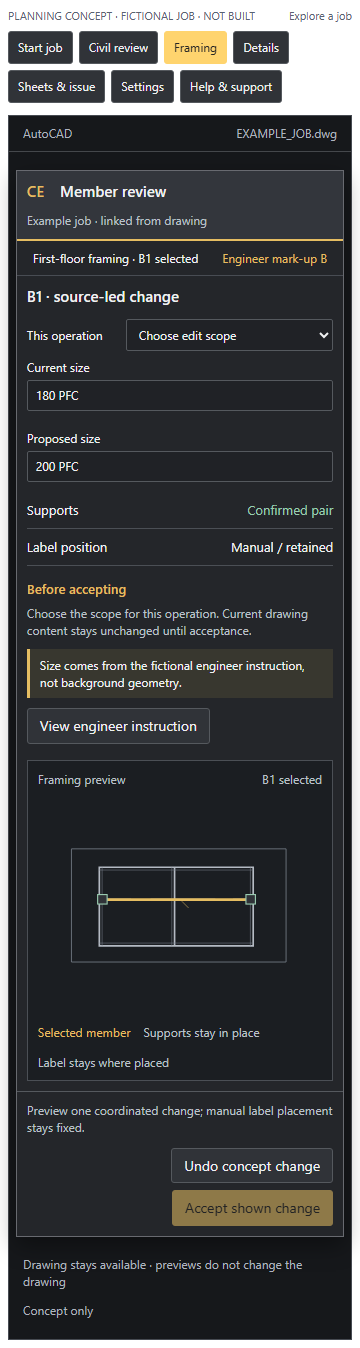 PLANNING CONCEPT · FICTIONAL JOB · NOT BUILT Explore a job
Start job Civil review Framing Details
Sheets & issue Settings Help & support
AutoCAD EXAMPLE_JOB.dwg
CE Member review
Example job · linked from drawing
First-floor framing · B1 selected Engineer mark-up B
B1 · source-led change
This operation Choose edit scope
Current size
180 PFC
Proposed size
200 PFC
Supports Confirmed pair
Label position Manual / retained
Before accepting
Choose the scope for this operation. Current drawing
content stays unchanged until acceptance.
Size comes from the fictional engineer instruction,
not background geometry.
View engineer instruction
Framing preview B1 selected
Selected member Supports stay in place
Label stays where placed
Preview one coordinated change; manual label placement
stays fixed.
Undo concept change
Accept shown change
Drawing stays available · previews do not change the
drawing
Concept only